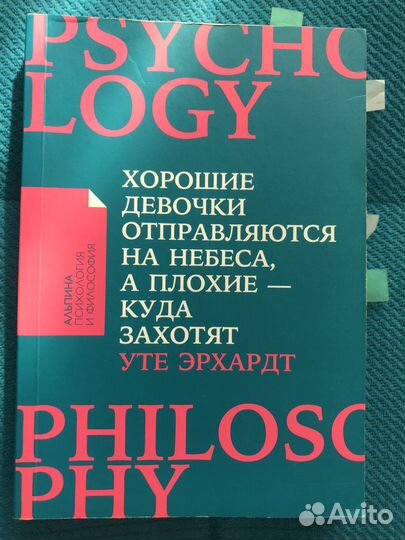 PSYCHO
LOGY
ХОРОШИЕ
ДЕВОЧКИ
ОТПРАВЛЯЮТСЯ
НА НЕБЕСА,
А ПЛОХИЕ —
КУДА
ЗАХОТЯТ
УТЕ ЭРХАРДТ
АЛЬПИНА
ПСИХОЛОГИЯ
И ФИЛОСОФИЯ
PHILOSO
PHY
Avito